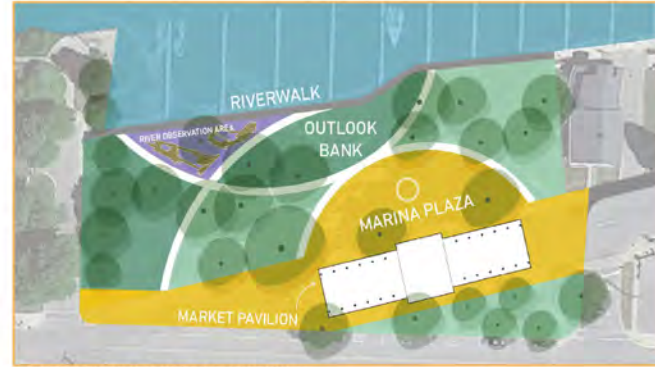 RIVERWALK
RIVER OBSERVATION AREA
OUTLOOK
BANK
MARINA PLAZA
MARKET PAVILION